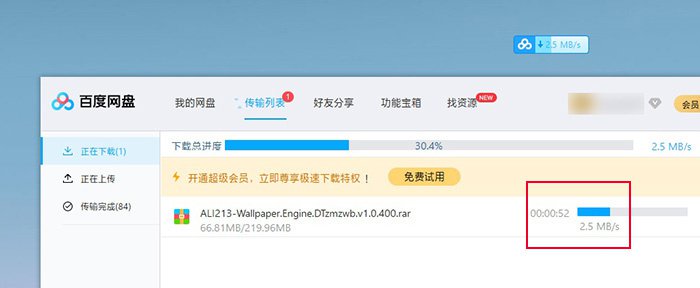 2.5 MB/s
百度网盘
我的网盘
传输列表
1
好友分享
功能宝箱
找资源
NEW
会员
正在下载(1)
正在上传
传输完成(84)
下载总进度
30.4%
2.5 MB/s
开通超级会员，立即尊享极速下载特权！
免费试用
ALI213-Wallpaper.Engine.DTzmzwb.v1.0.400.rar
66.81MB/219.96MB
00:00:52
2.5 MB/s